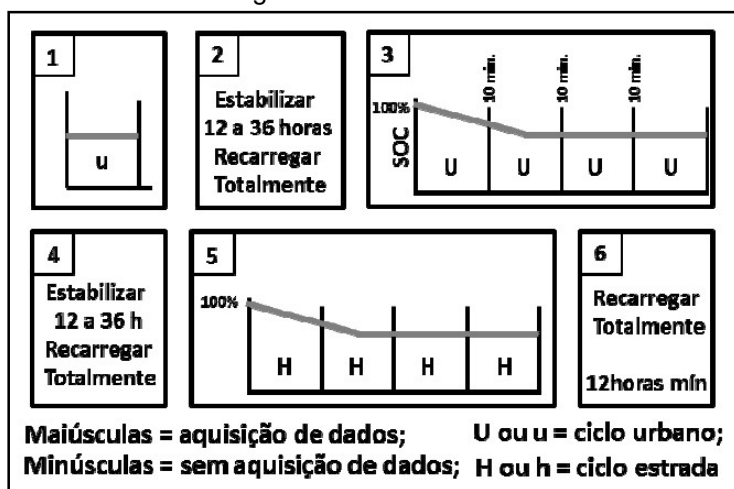 1
u
2
Estabilizar
12 a 36 horas
Recarregar
Totalmente
3
10 min.
10 min.
10 min.
100%
SOC
U
U
U
U
4
Estabilizar
12 a 36 h
Recarregar
Totalmente
5
100%
H
H
H
H
6
Recarregar
Totalmente
12horas mín
Maiúsculas = aquisição de dados; U ou u = ciclo urbano;
Minúsculas = sem aquisição de dados; H ou h = ciclo estrada